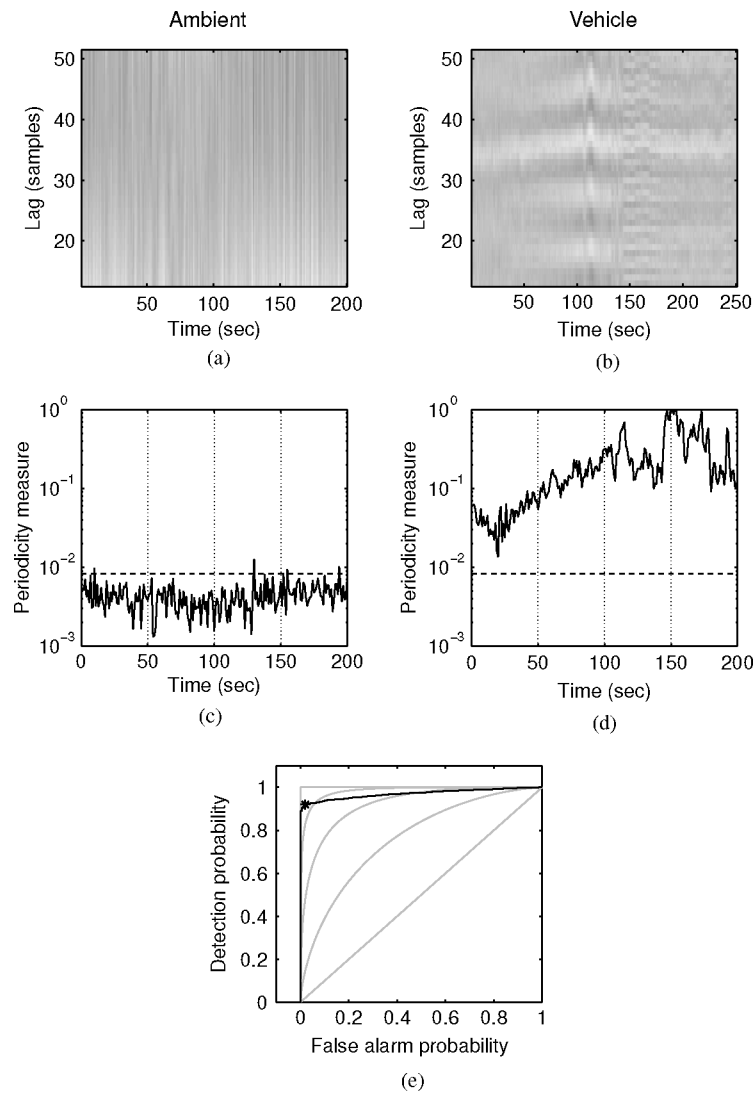 Ambient
Vehicle
Lag (samples)
50
40
30
20
50
100
150
200
Time (sec)
(a)
Lag (samples)
50
40
30
20
50
100
150
200
250
Time (sec)
(b)
Periodicity measure
10^0
10^-1
10^-2
10^-3
0
50
100
150
200
Time (sec)
(c)
Periodicity measure
10^0
10^-1
10^-2
10^-3
0
50
100
150
200
Time (sec)
(d)
Detection probability
1
0.8
0.6
0.4
0.2
0
0
0.2
0.4
0.6
0.8
1
False alarm probability
(e)